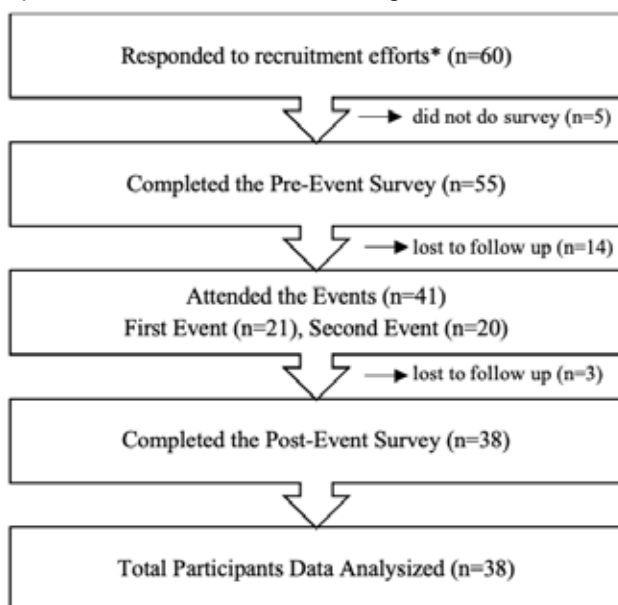 Responded to recruitment efforts* (n=60)
did not do survey (n=5)
Completed the Pre-Event Survey (n=55)
lost to follow up (n=14)
Attended the Events (n=41)
First Event (n=21), Second Event (n=20)
lost to follow up (n=3)
Completed the Post-Event Survey (n=38)
Total Participants Data Analysized (n=38)